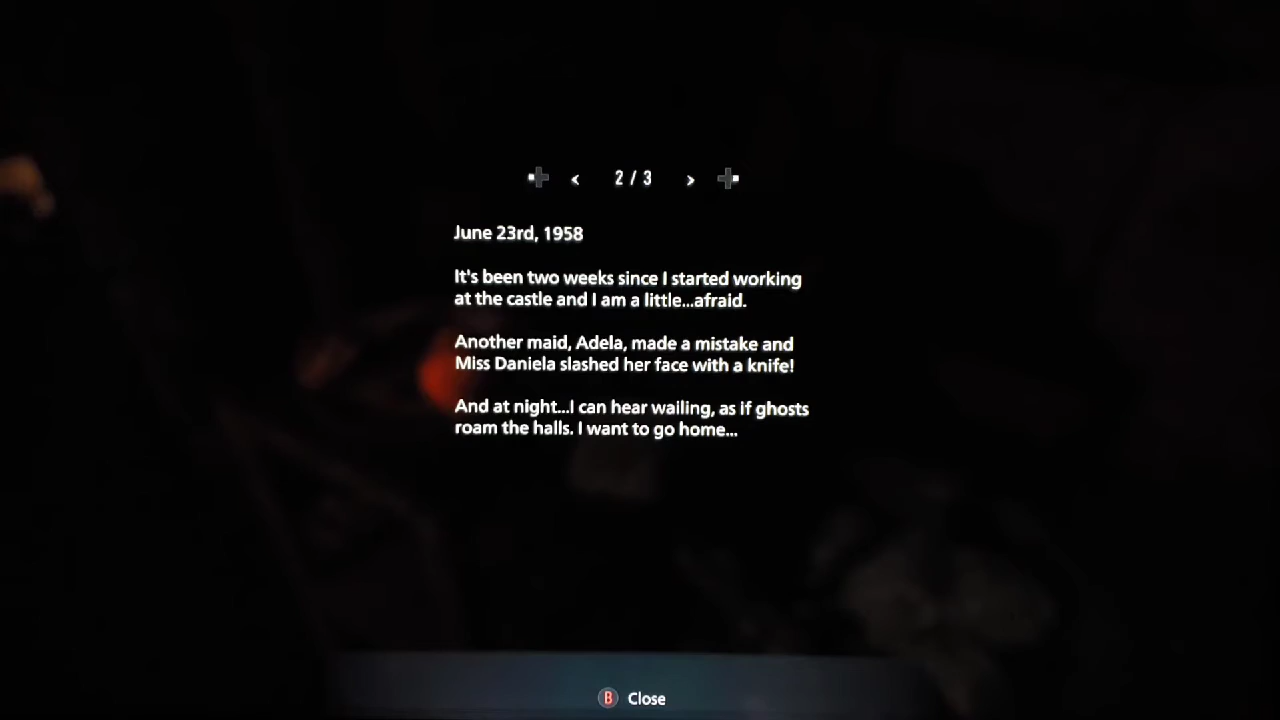 < 2 / 3 >
June 23rd, 1958
It's been two weeks since I started working
at the castle and I am a little...afraid.
Another maid, Adela, made a mistake and
Miss Daniela slashed her face with a knife!
And at night...I can hear wailing, as if ghosts
roam the halls. I want to go home...
B Close